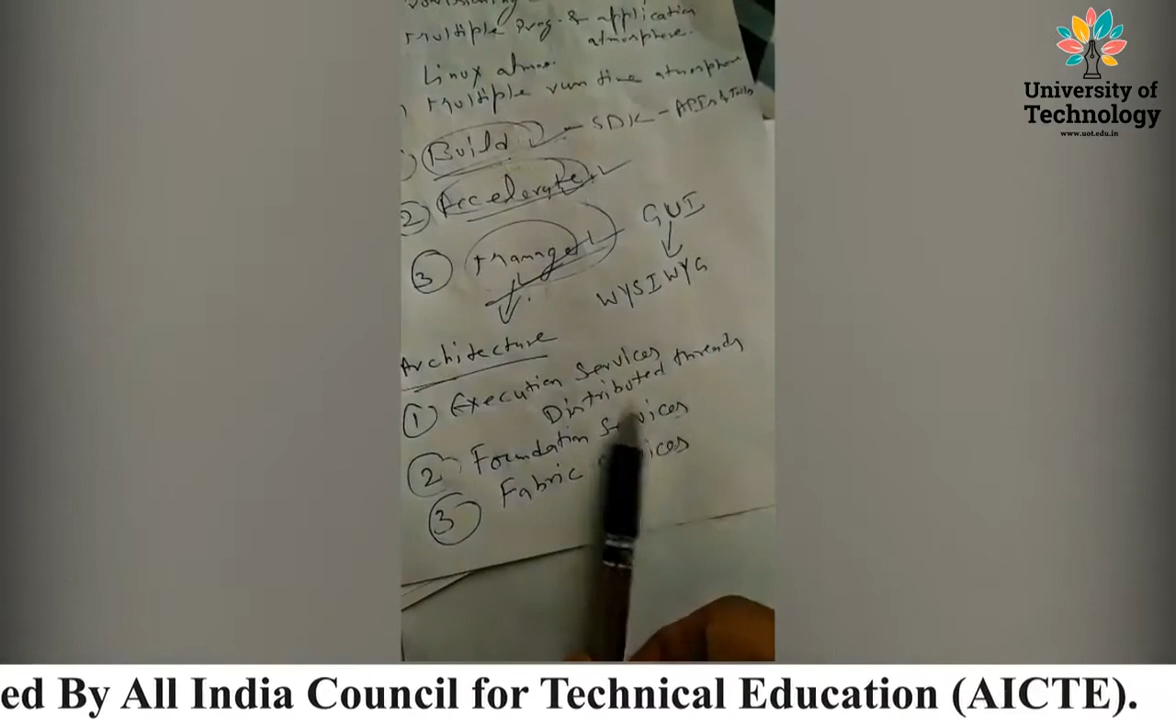 Multiple Prog. & application
atmosphere.
Linux atmos.
Multiple run time atmosphere
1) Build - SDK - APIs & Tools
2 Accelerate
3 Manage GUI
WYSIWYG
Architecture
1 Execution Services
Distributed threads
2 Foundation Services
3 Fabric Services
University of
Technology
www.uot.edu.in
ed By All India Council for Technical Education (AICTE).